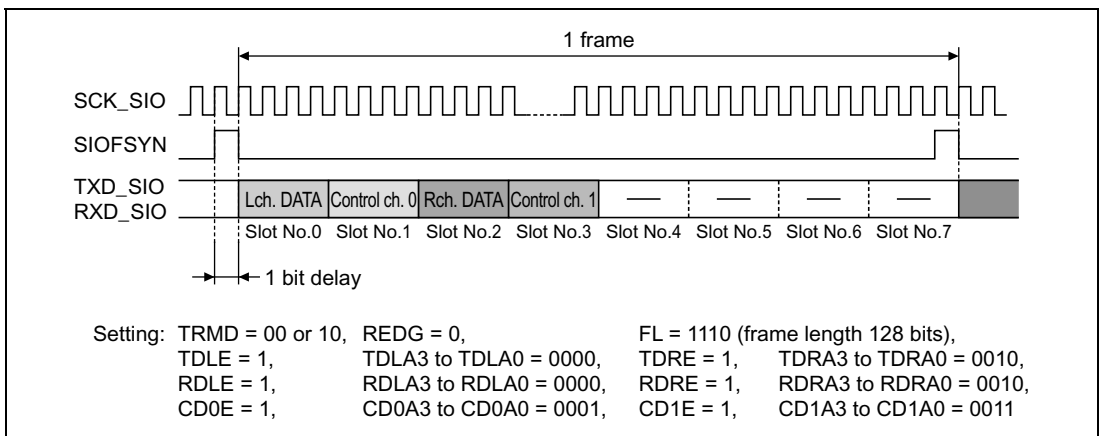 1 frame
SCK_SIO
SIOFSYN
TXD_SIO
RXD_SIO
Lch. DATA Control ch. 0 Rch. DATA Control ch. 1 — — — —
Slot No.0 Slot No.1 Slot No.2 Slot No.3 Slot No.4 Slot No.5 Slot No.6 Slot No.7
1 bit delay
Setting: TRMD = 00 or 10, REDG = 0, FL = 1110 (frame length 128 bits),
TDLE = 1, TDLA3 to TDLA0 = 0000, TDRE = 1, TDRA3 to TDRA0 = 0010,
RDLE = 1, RDLA3 to RDLA0 = 0000, RDRE = 1, RDRA3 to RDRA0 = 0010,
CD0E = 1, CD0A3 to CD0A0 = 0001, CD1E = 1, CD1A3 to CD1A0 = 0011